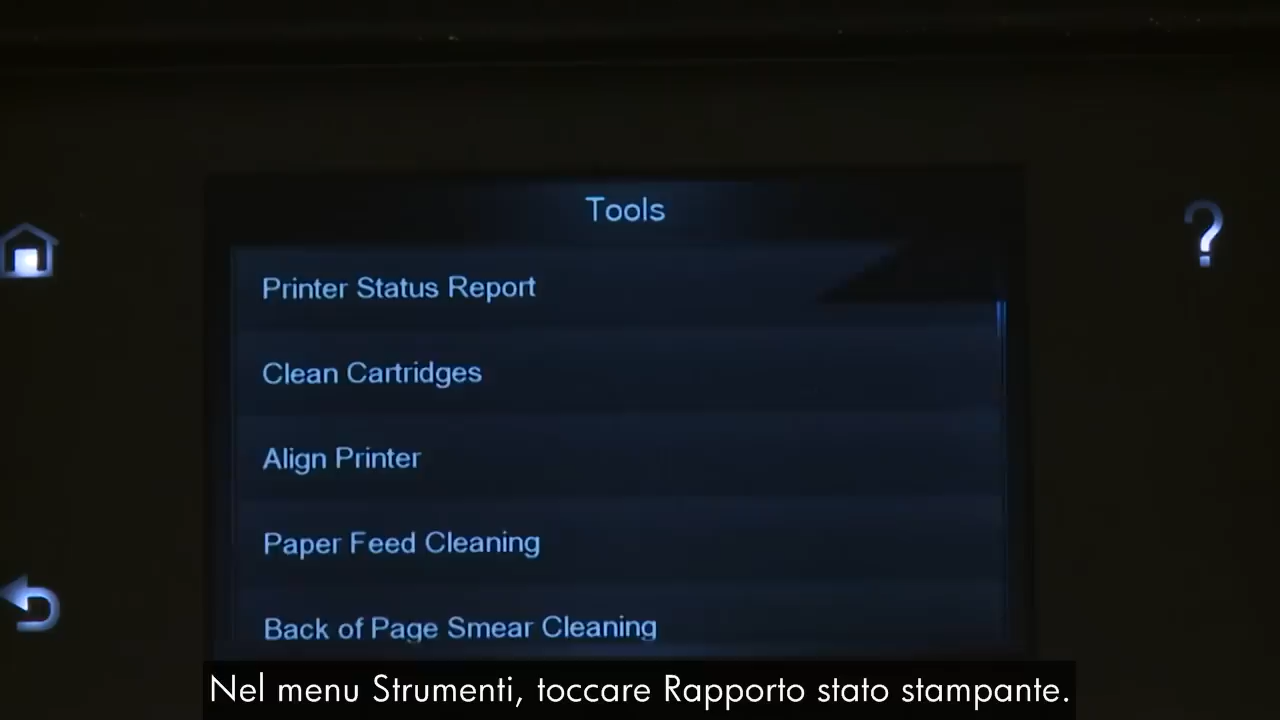 Tools
Printer Status Report
Clean Cartridges
Align Printer
Paper Feed Cleaning
Back of Page Smear Cleaning
Nel menu Strumenti, toccare Rapporto stato stampante.